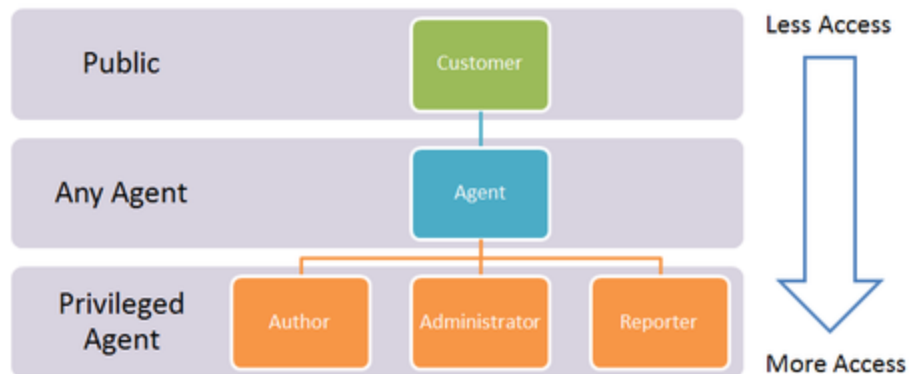 Less Access
Public
Customer
Any Agent
Agent
Privileged
Agent
Author
Administrator
Reporter
More Access